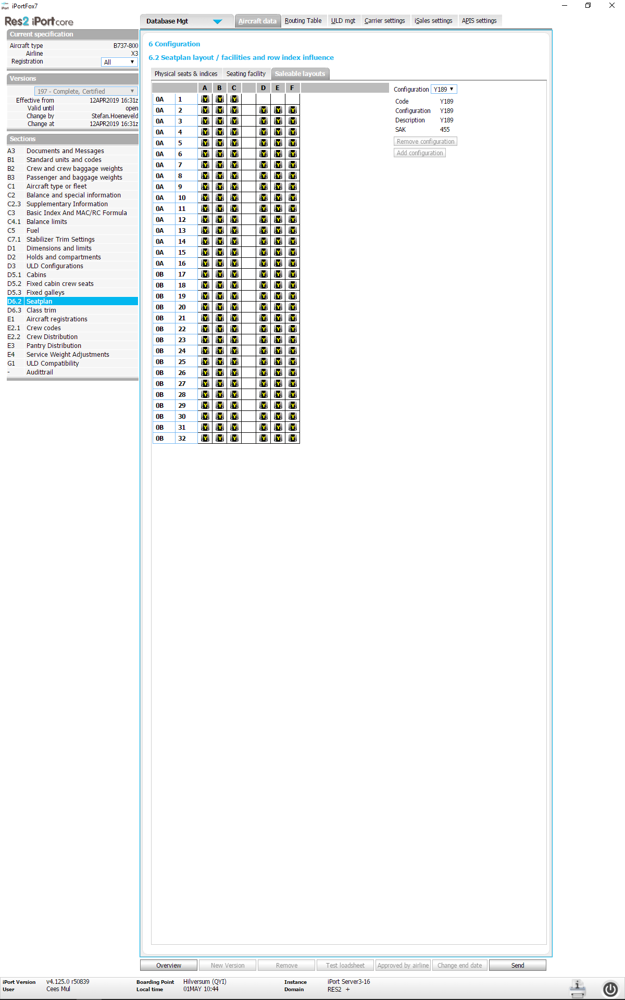 iPortFox7
Res2 iPortcore
Database Mgt Aircraft data Routing Table ULD mgt Carrier settings iSales settings APIS settings
Current specification
Aircraft type B737-800
Airline X3
Registration All
Versions
197 - Complete, Certified
Effective from 12APR2019 16:31z
Valid until open
Change by Stefan.Hoeneveld
Change at 12APR2019 16:31z
Sections
A3 Documents and Messages
B1 Standard units and codes
B2 Crew and crew baggage weights
B3 Passenger and baggage weights
C1 Aircraft type or fleet
C2 Balance and special information
C2.3 Supplementary Information
C3 Basic Index And MAC/RC Formula
C4.1 Balance limits
C5 Fuel
C7.1 Stabilizer Trim Settings
D1 Dimensions and limits
D2 Holds and compartments
D3 ULD Configurations
D5.1 Cabins
D5.2 Fixed cabin crew seats
D5.3 Fixed galleys
D6.2 Seatplan
D6.3 Class trim
E1 Aircraft registrations
E2.1 Crew codes
E2.2 Crew Distribution
E3 Pantry Distribution
E4 Service Weight Adjustments
G1 ULD Compatibility
- Audittrail
6 Configuration
6.2 Seatplan layout / facilities and row index influence
Physical seats & indices Seating facility Saleable layouts
A B C D E F
0A 1 Y Y Y
0A 2 Y Y Y Y Y Y
0A 3 Y Y Y Y Y Y
0A 4 Y Y Y Y Y Y
0A 5 Y Y Y Y Y Y
0A 6 Y Y Y Y Y Y
0A 7 Y Y Y Y Y Y
0A 8 Y Y Y Y Y Y
0A 9 Y Y Y Y Y Y
0A 10 Y Y Y Y Y Y
0A 11 Y Y Y Y Y Y
0A 12 Y Y Y Y Y Y
0A 13 Y Y Y Y Y Y
0A 14 Y Y Y Y Y Y
0A 15 Y Y Y Y Y Y
0A 16 Y Y Y Y Y Y
0B 17 Y Y Y Y Y Y
0B 18 Y Y Y Y Y Y
0B 19 Y Y Y Y Y Y
0B 20 Y Y Y Y Y Y
0B 21 Y Y Y Y Y Y
0B 22 Y Y Y Y Y Y
0B 23 Y Y Y Y Y Y
0B 24 Y Y Y Y Y Y
0B 25 Y Y Y Y Y Y
0B 26 Y Y Y Y Y Y
0B 27 Y Y Y Y Y Y
0B 28 Y Y Y Y Y Y
0B 29 Y Y Y Y Y Y
0B 30 Y Y Y Y Y Y
0B 31 Y Y Y Y Y Y
0B 32 Y Y Y Y Y Y
Configuration Y189
Code Y189
Configuration Y189
Description Y189
SAK 455
Remove configuration
Add configuration
Overview New Version Remove Test loadsheet Approved by airline Change end date Send
iPort Version v4.125.0 r50839 Boarding Point Hilversum (QYI) Instance iPort Server3-16
User Cees Mul Local time 01MAY 10:44 Domain RES2 +